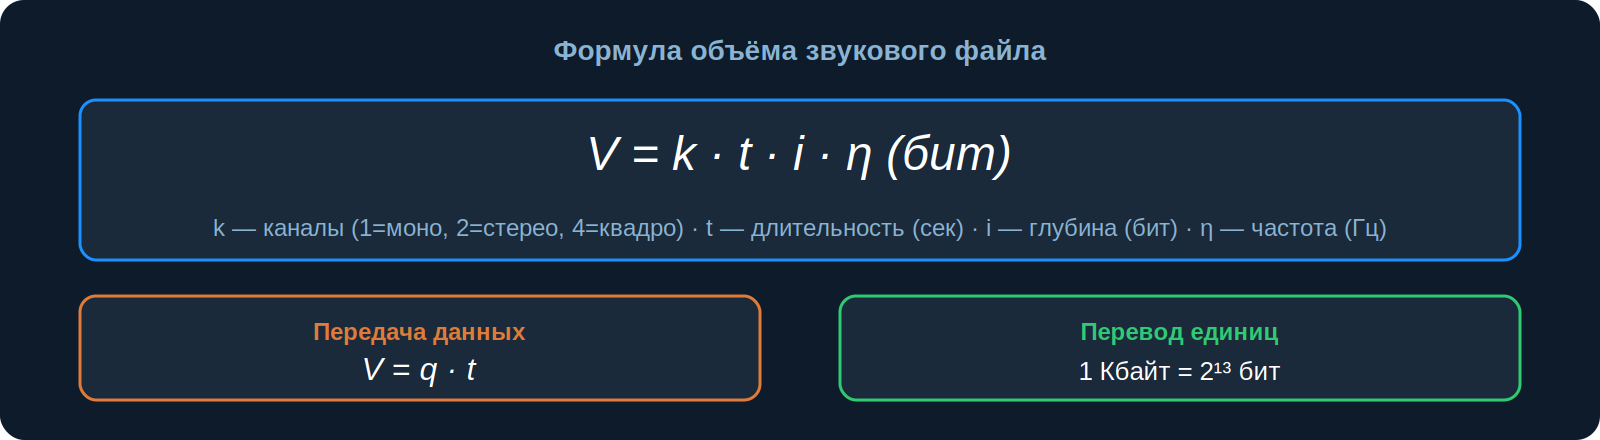 Формула объёма звукового файла
V = k · t · i · η (бит)
k — каналы (1=моно, 2=стерео, 4=квадро) · t — длительность (сек) · i — глубина (бит) · η — частота (Гц)
Передача данных
V = q · t
Перевод единиц
1 Кбайт = 2¹³ бит